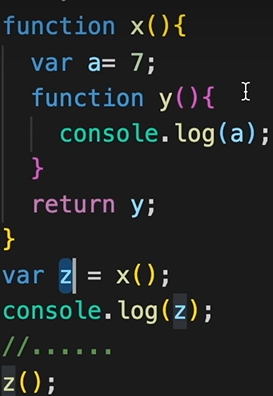 function x(){
var a= 7;
function y(){
console.log(a);
}
return y;
}
var z = x();
console.log(z);
//......
z();